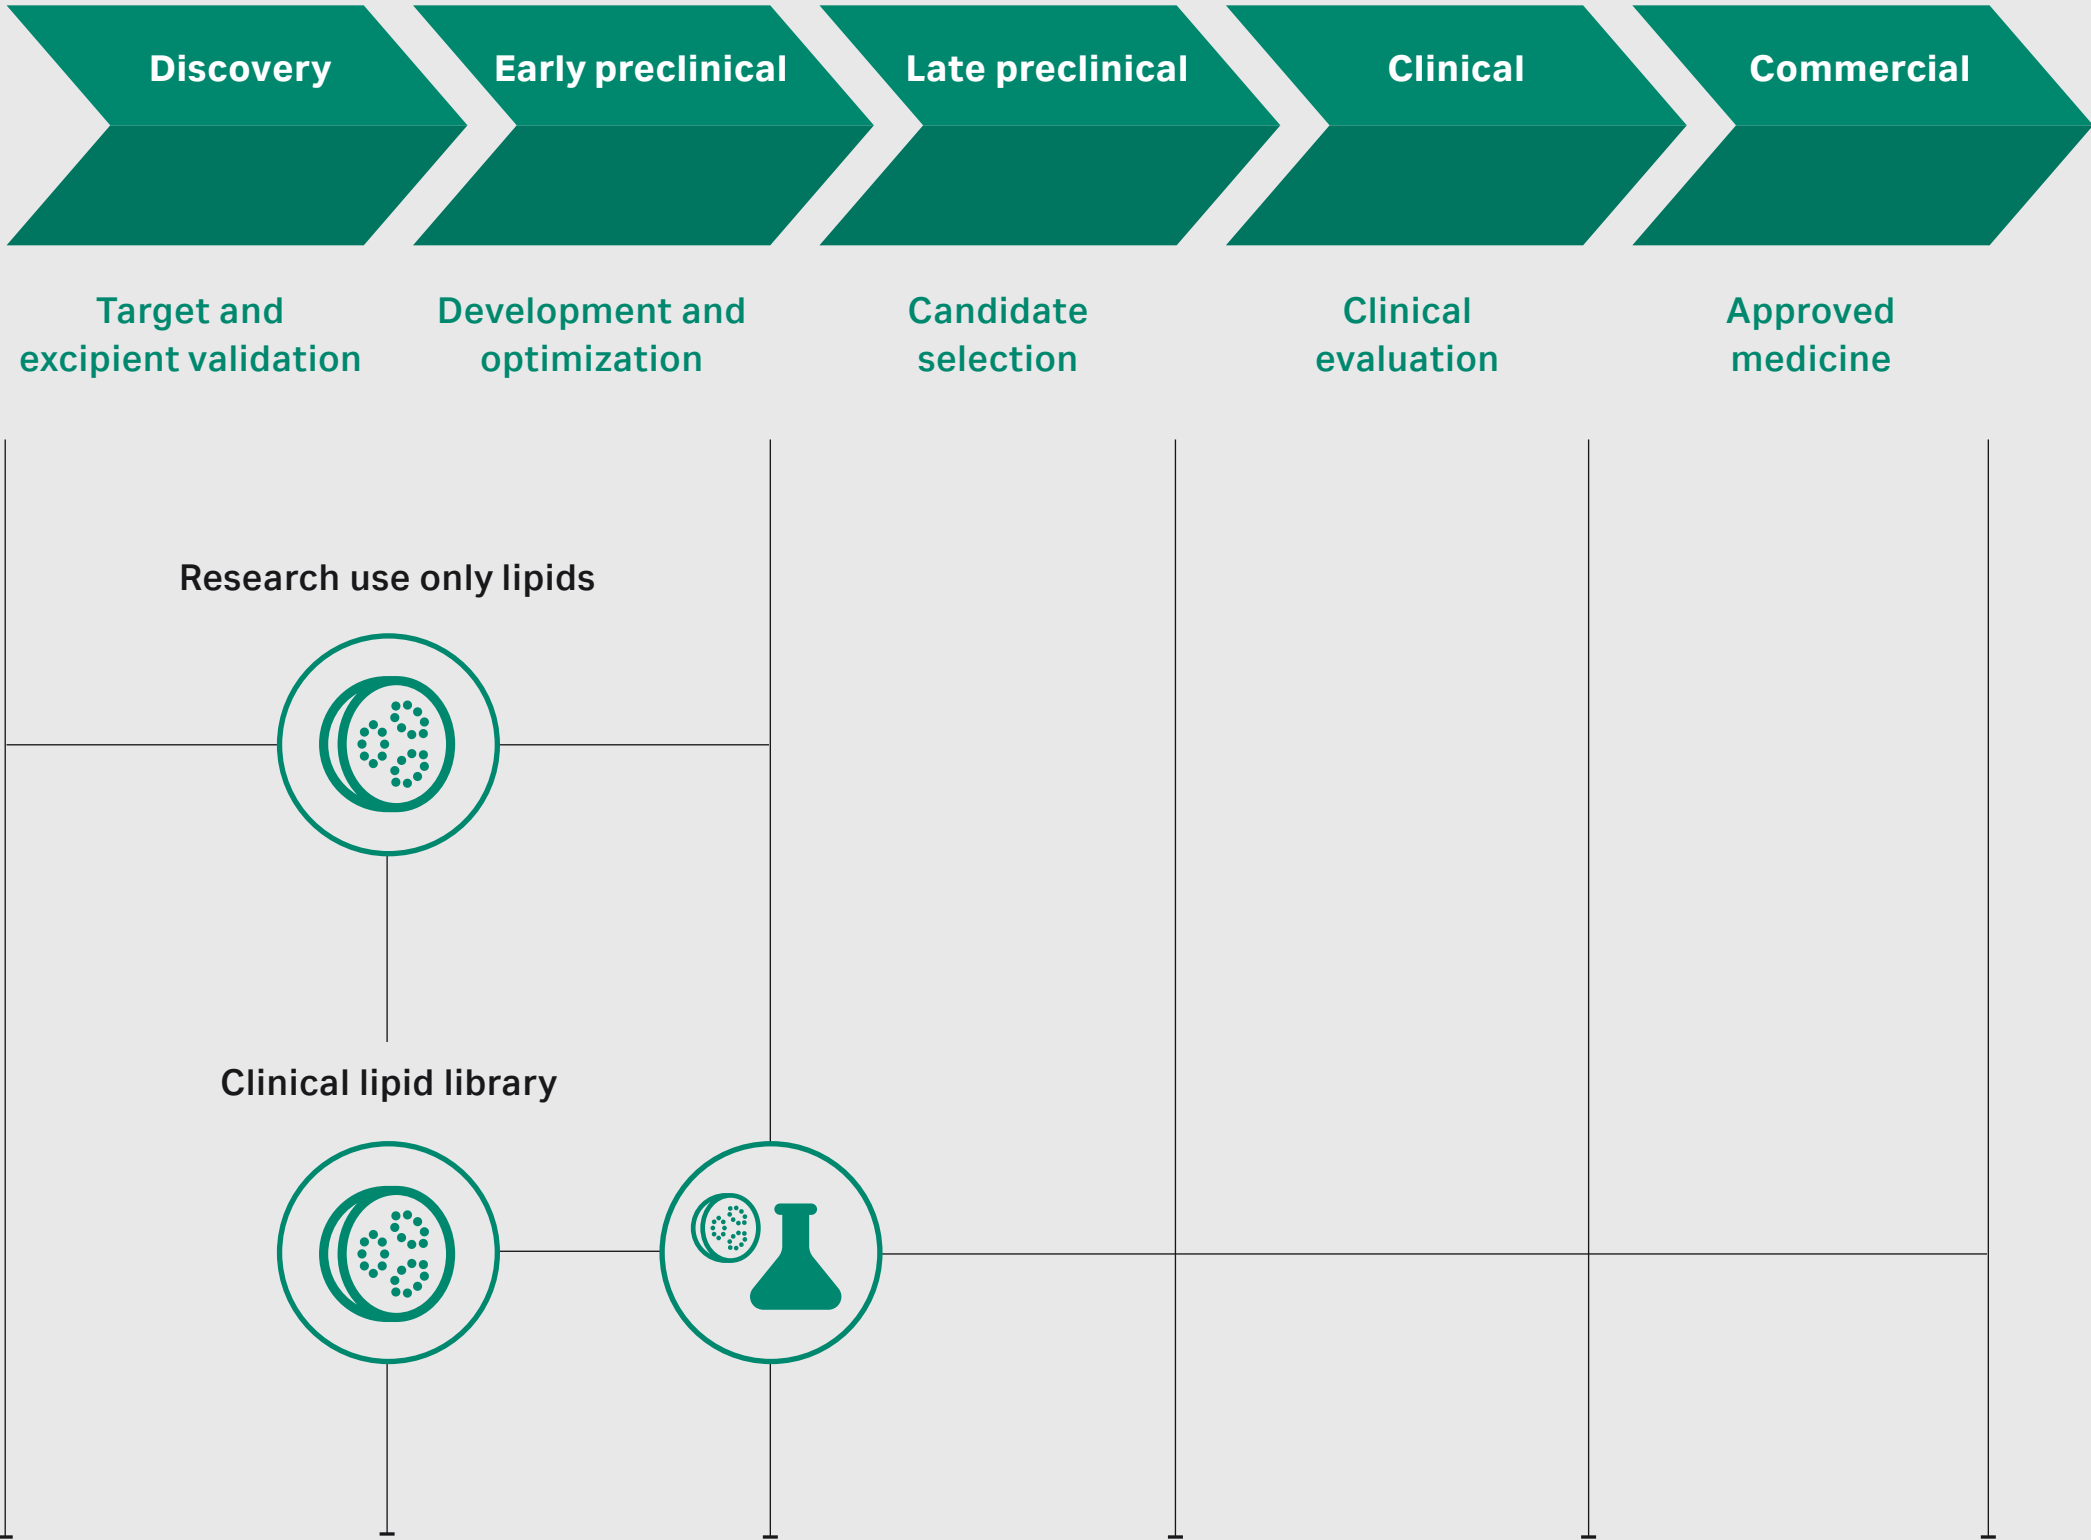 Discovery
Early preclinical
Late preclinical
Clinical
Commercial
Target and
excipient validation
Development and
optimization
Candidate
selection
Clinical
evaluation
Approved
medicine
Research use only lipids
Clinical lipid library